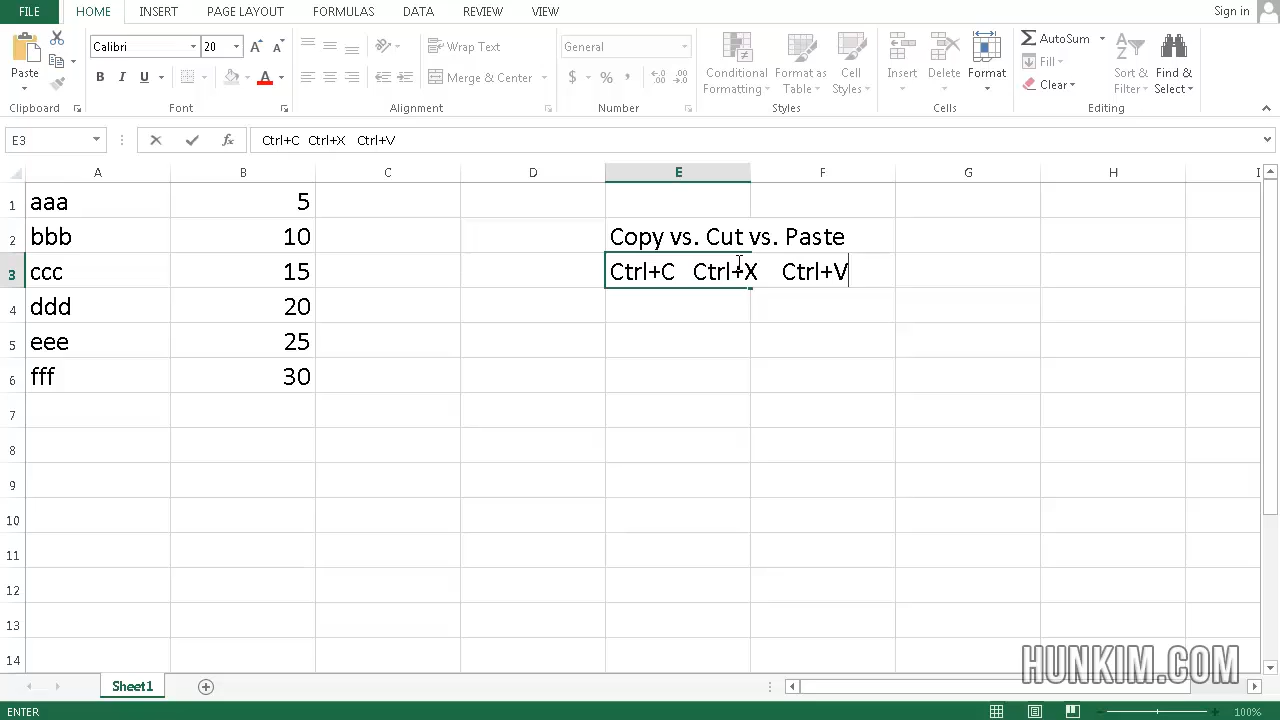 FILE HOME INSERT PAGE LAYOUT FORMULAS DATA REVIEW VIEW Sign in
Calibri 20 Wrap Text General AutoSum
Paste B I U Merge & Center $ % , Conditional Formatting Format as Table Cell Styles Insert Delete Format Fill Clear Sort & Filter Find & Select
Clipboard Font Alignment Number Styles Cells Editing
E3 fx Ctrl+C Ctrl+X Ctrl+V
A B C D E F G H I
1 aaa 5
2 bbb 10 Copy vs. Cut vs. Paste
3 ccc 15 Ctrl+C Ctrl+X Ctrl+V
4 ddd 20
5 eee 25
6 fff 30
7
8
9
10
11
12
13
14
HUNKIM.COM
Sheet1
ENTER 100%